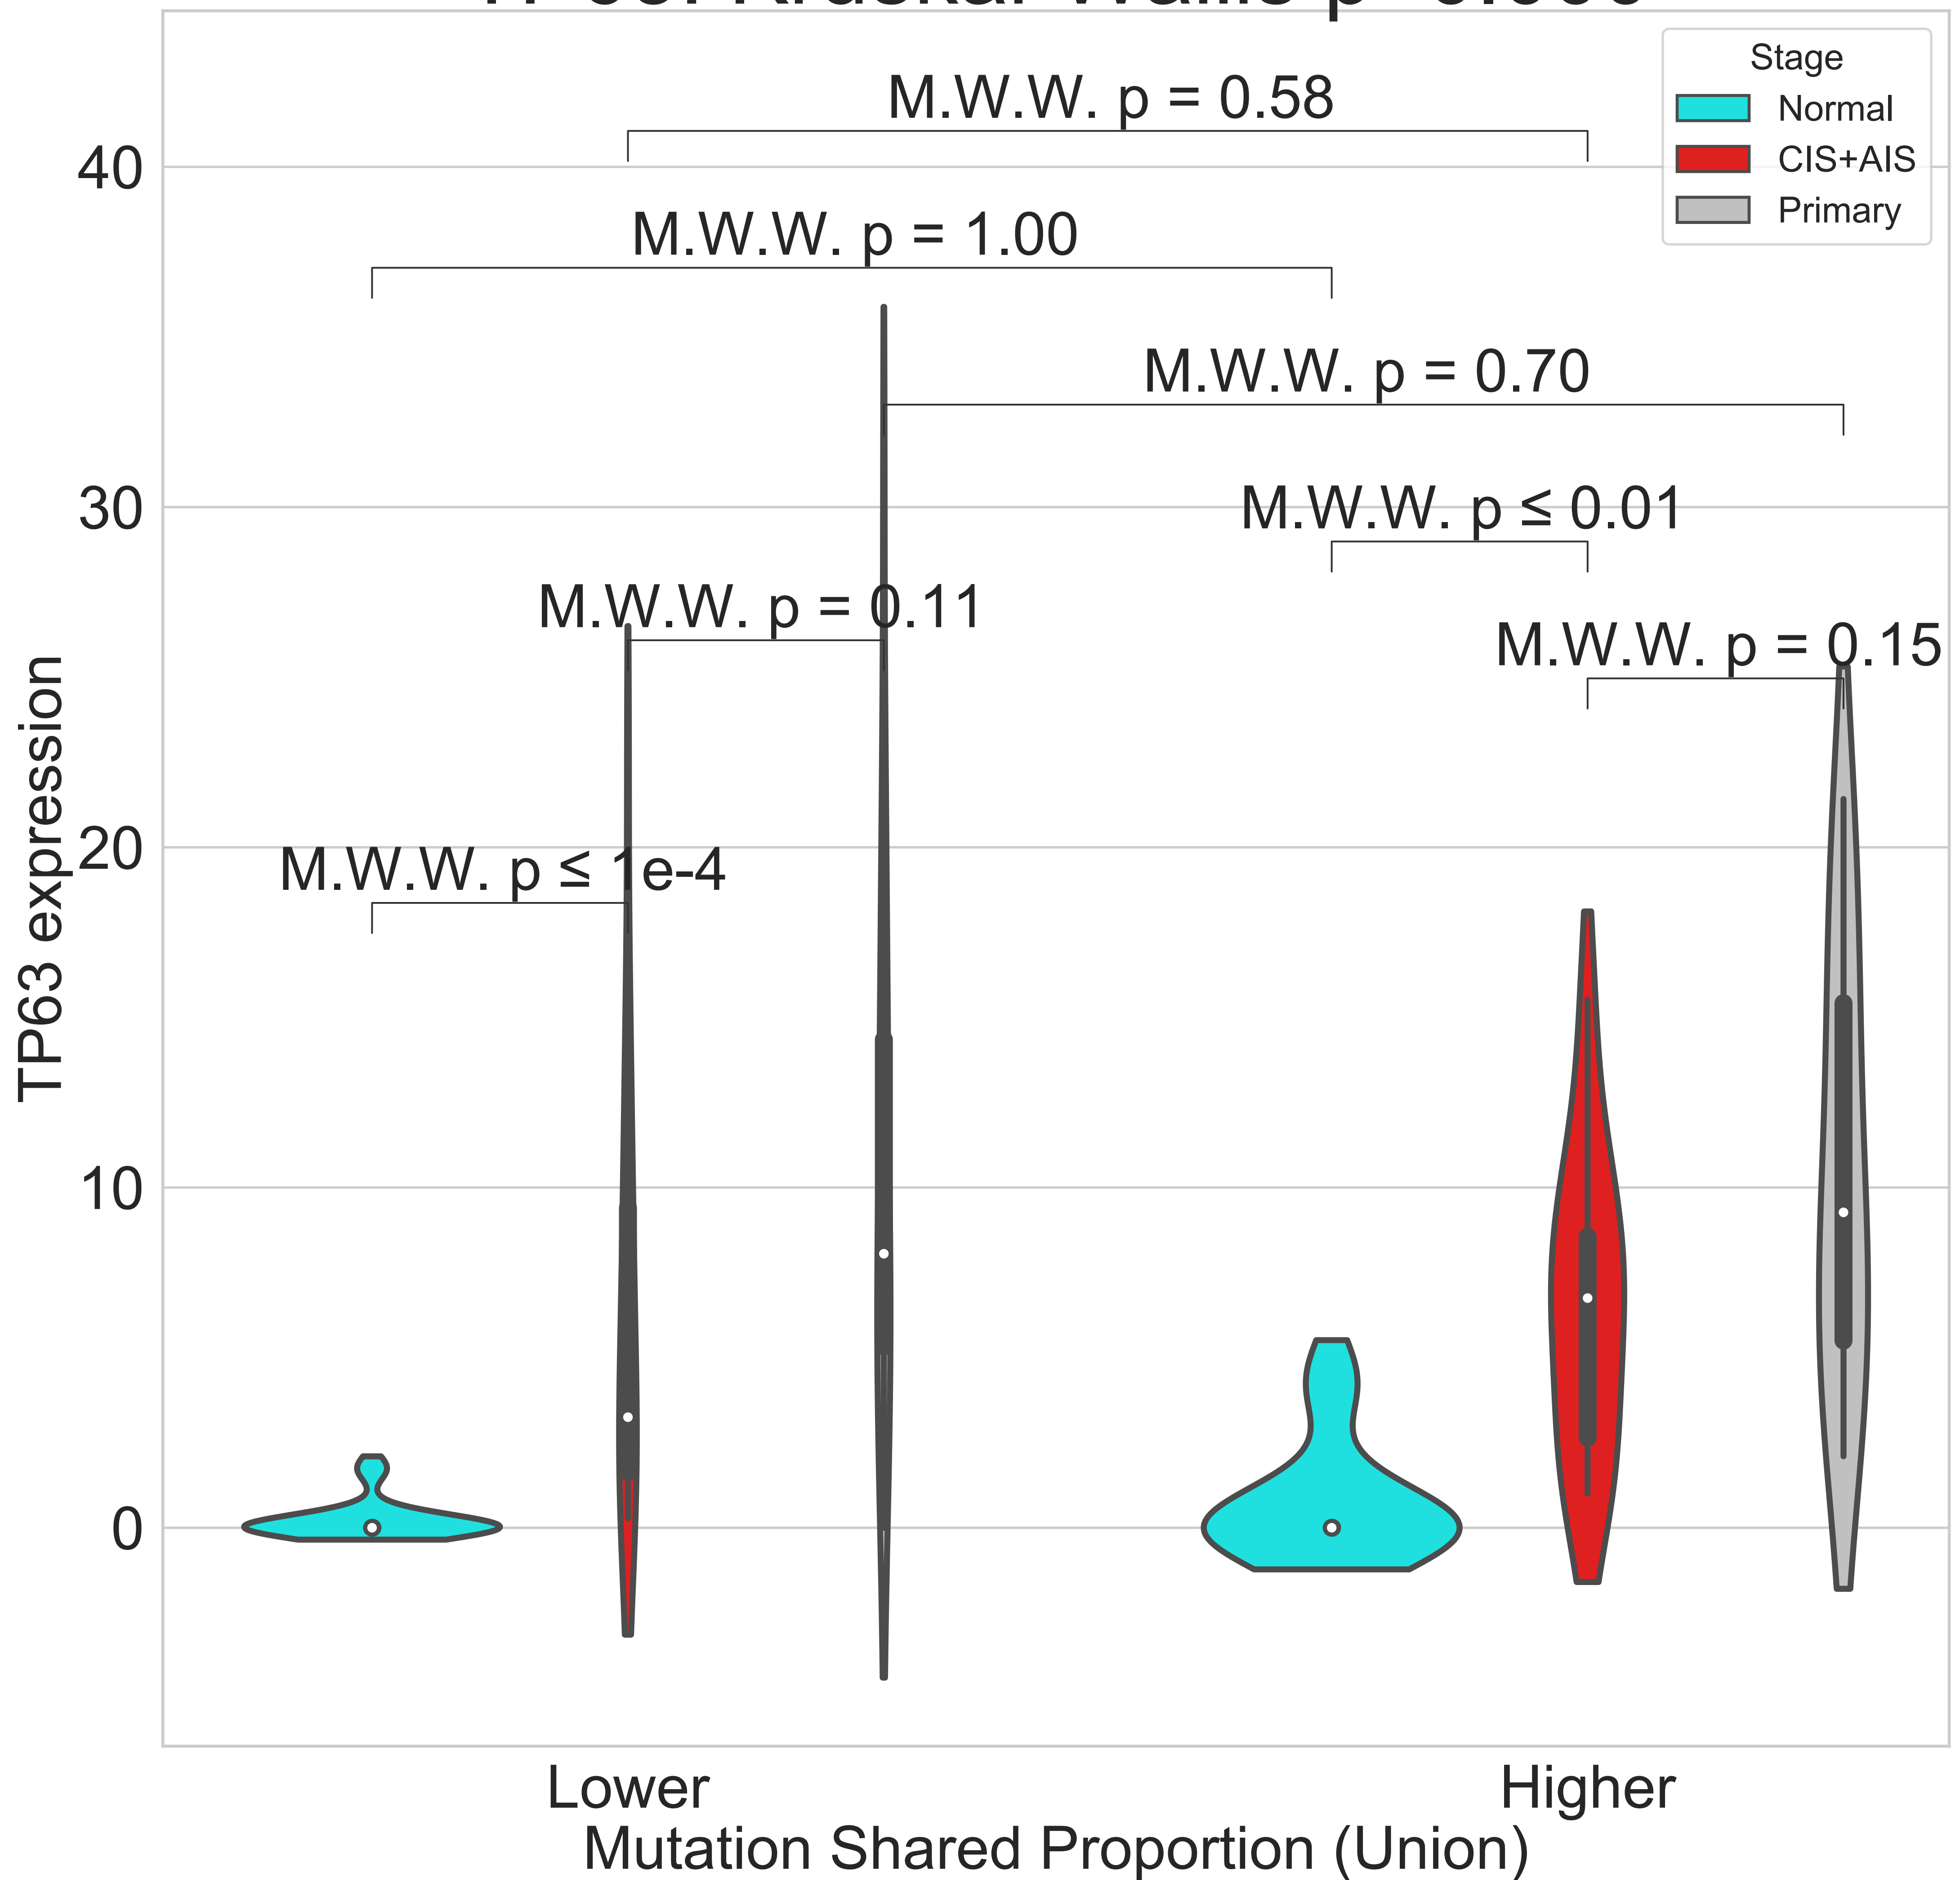 Stage
Normal
CIS+AIS
Primary
M.W.W. p = 0.58
M.W.W. p = 1.00
M.W.W. p = 0.70
M.W.W. p ≤ 0.01
M.W.W. p = 0.11
M.W.W. p = 0.15
M.W.W. p ≤ 1e-4
40
30
20
10
0
TP63 expression
Lower
Higher
Mutation Shared Proportion (Union)